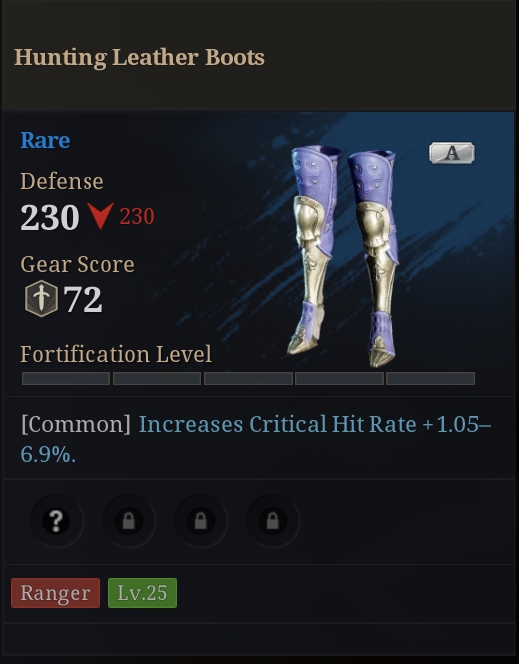 Hunting Leather Boots
Rare
A
Defense
230 230
Gear Score
72
Fortification Level
[Common] Increases Critical Hit Rate +1.05–
6.9%.
?
Ranger Lv.25